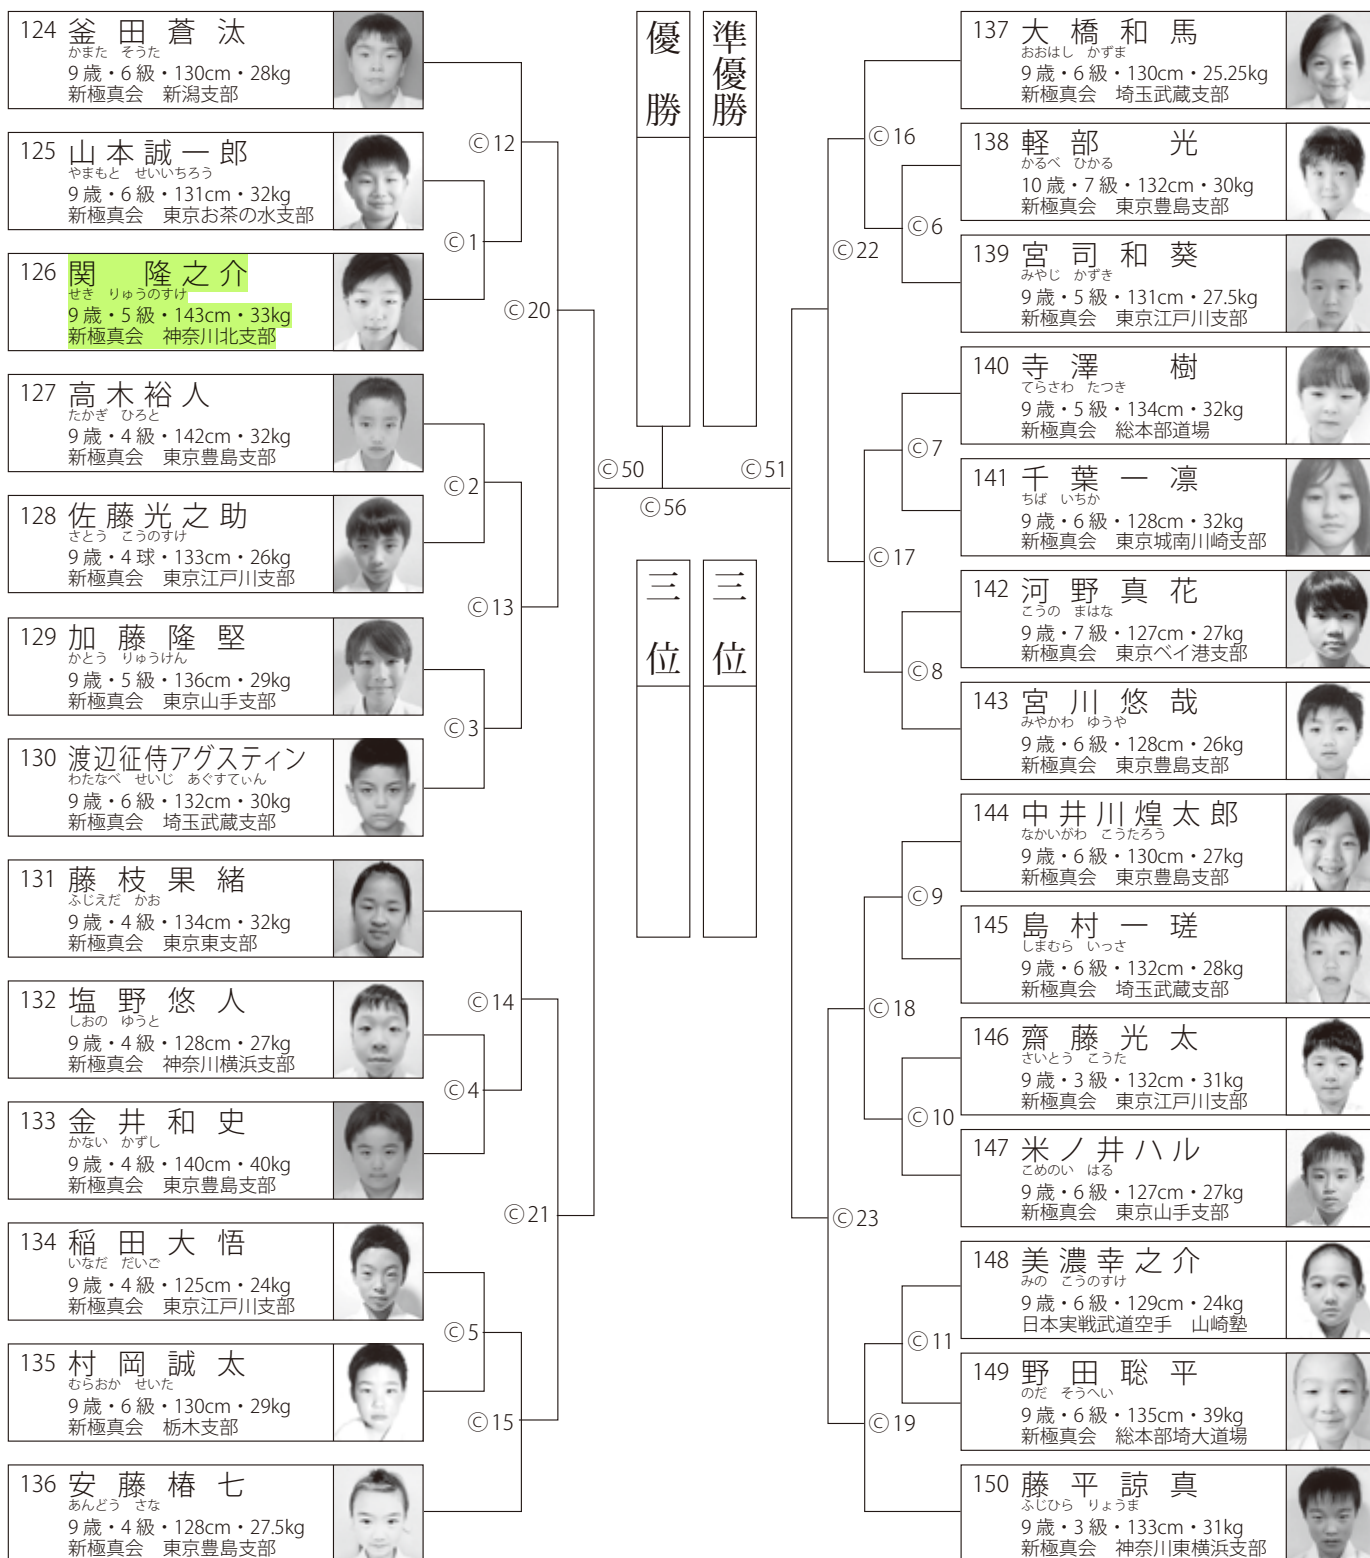 124 釜田蒼汰
かまた そうた
9歳・6級・130cm・28kg
新極真会 新潟支部
125 山本誠一郎
やまもと せいいちろう
9歳・6級・131cm・32kg
新極真会 東京お茶の水支部
126 関 隆之介
せき りゅうのすけ
9歳・5級・143cm・33kg
新極真会 神奈川北支部
127 高木裕人
たかぎ ひろと
9歳・4級・142cm・32kg
新極真会 東京豊島支部
128 佐藤光之助
さとう こうのすけ
9歳・4球・133cm・26kg
新極真会 東京江戸川支部
129 加藤隆堅
かとう りゅうけん
9歳・5級・136cm・29kg
新極真会 東京山手支部
130 渡辺征侍アグスティン
わたなべ せいじ あぐすてぃん
9歳・6級・132cm・30kg
新極真会 埼玉武蔵支部
131 藤枝果緒
ふじえだ かお
9歳・4級・134cm・32kg
新極真会 東京東支部
132 塩野悠人
しおの ゆうと
9歳・4級・128cm・27kg
新極真会 神奈川横浜支部
133 金井和史
かない かずし
9歳・4級・140cm・40kg
新極真会 東京豊島支部
134 稲田大悟
いなだ だいご
9歳・4級・125cm・24kg
新極真会 東京江戸川支部
135 村岡誠太
むらおか せいた
9歳・6級・130cm・29kg
新極真会 栃木支部
136 安藤椿七
あんどう さな
9歳・4級・128cm・27.5kg
新極真会 東京豊島支部
Ⓒ12
Ⓒ1
Ⓒ20
Ⓒ2
Ⓒ13
Ⓒ3
Ⓒ14
Ⓒ4
Ⓒ21
Ⓒ5
Ⓒ15
優勝
準優勝
Ⓒ50
Ⓒ51
Ⓒ56
三位
三位
Ⓒ16
Ⓒ6
Ⓒ22
Ⓒ7
Ⓒ17
Ⓒ8
Ⓒ9
Ⓒ18
Ⓒ10
Ⓒ23
Ⓒ11
Ⓒ19
137 大橋和馬
おおはし かずま
9歳・6級・130cm・25.25kg
新極真会 埼玉武蔵支部
138 軽部 光
かるべ ひかる
10歳・7級・132cm・30kg
新極真会 東京豊島支部
139 宮司和葵
みやじ かずき
9歳・5級・131cm・27.5kg
新極真会 東京江戸川支部
140 寺澤 樹
てらさわ たつき
9歳・5級・134cm・32kg
新極真会 総本部道場
141 千葉一凛
ちば いちか
9歳・6級・128cm・32kg
新極真会 東京城南川崎支部
142 河野真花
こうの まはな
9歳・7級・127cm・27kg
新極真会 東京ベイ港支部
143 宮川悠哉
みやかわ ゆうや
9歳・6級・128cm・26kg
新極真会 東京豊島支部
144 中井川煌太郎
なかいがわ こうたろう
9歳・6級・130cm・27kg
新極真会 東京豊島支部
145 島村一瑳
しまむら いっさ
9歳・6級・132cm・28kg
新極真会 埼玉武蔵支部
146 齋藤光太
さいとう こうた
9歳・3級・132cm・31kg
新極真会 東京江戸川支部
147 米ノ井ハル
こめのい はる
9歳・6級・127cm・27kg
新極真会 東京山手支部
148 美濃幸之介
みの こうのすけ
9歳・6級・129cm・24kg
日本実戦武道空手 山崎塾
149 野田聡平
のだ そうへい
9歳・6級・135cm・39kg
新極真会 総本部埼大道場
150 藤平諒真
ふじひら りょうま
9歳・3級・133cm・31kg
新極真会 神奈川東横浜支部